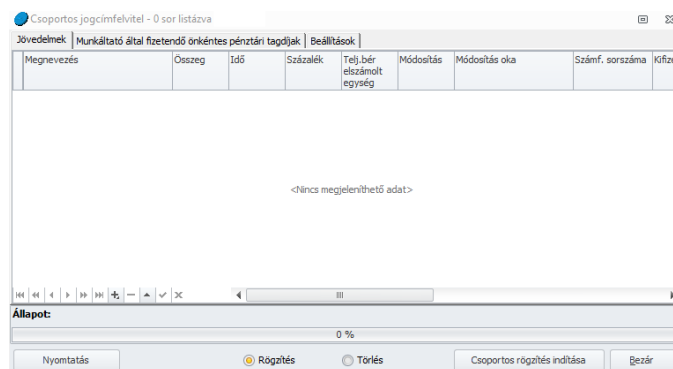 Csoportos jogcímfelvitel - 0 sor listázva
Jövedelmek Munkáltató által fizetendő önkéntes pénztári tagdíjak Beállítások
Megnevezés Összeg Idő Százalék Telj.bér elszámolt egység Módosítás Módosítás oka Számf. sorszáma Kifize
<Nincs megjeleníthető adat>
Állapot:
0 %
Nyomtatás Rögzítés Törlés Csoportos rögzítés indítása Bezár